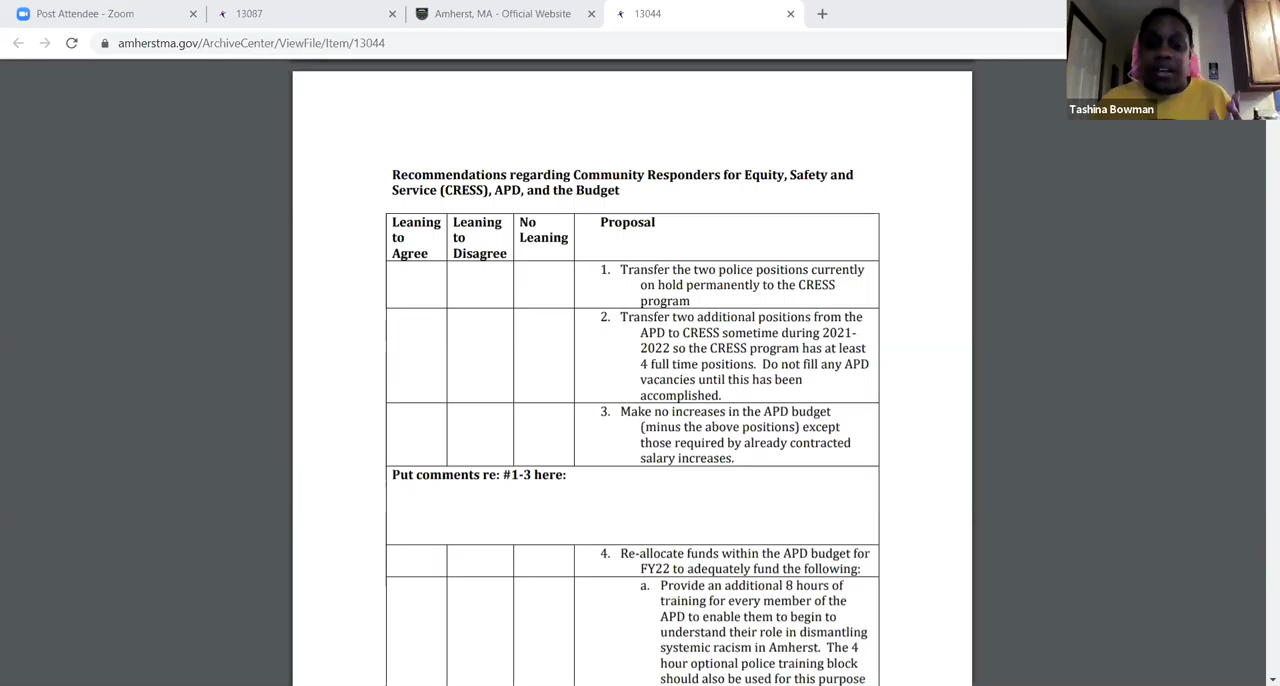 Post Attendee - Zoom
13087
Amherst, MA - Official Website
13044
amherstma.gov/ArchiveCenter/ViewFile/Item/13044
Tashina Bowman
Recommendations regarding Community Responders for Equity, Safety and
Service (CRESS), APD, and the Budget
Leaning
to
Agree
Leaning
to
Disagree
No
Leaning
Proposal
1. Transfer the two police positions currently
on hold permanently to the CRESS
program
2. Transfer two additional positions from the
APD to CRESS sometime during 2021-
2022 so the CRESS program has at least
4 full time positions. Do not fill any APD
vacancies until this has been
accomplished.
3. Make no increases in the APD budget
(minus the above positions) except
those required by already contracted
salary increases.
Put comments re: #1-3 here:
4. Re-allocate funds within the APD budget for
FY22 to adequately fund the following:
a. Provide an additional 8 hours of
training for every member of the
APD to enable them to begin to
understand their role in dismantling
systemic racism in Amherst. The 4
hour optional police training block
should also be used for this purpose